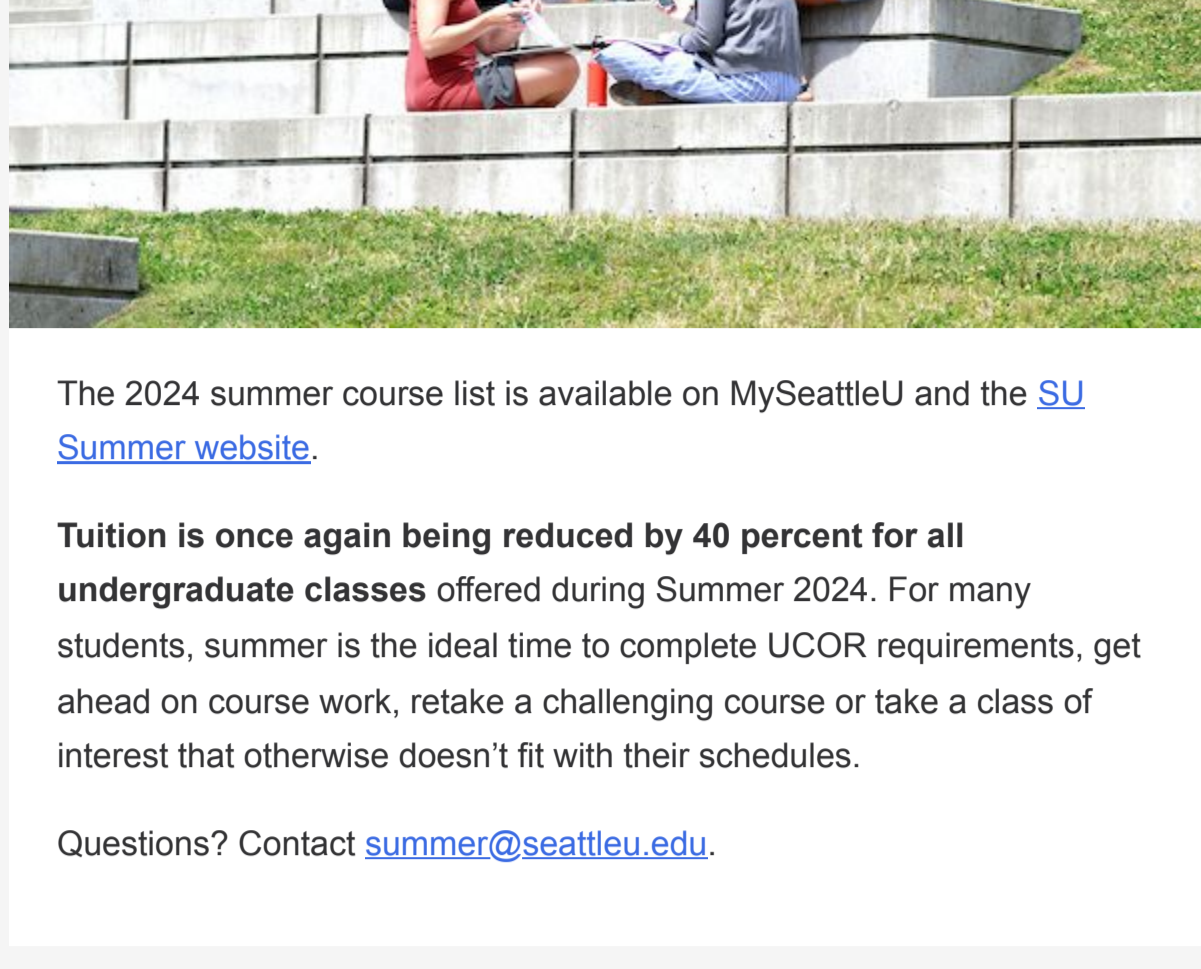 The 2024 summer course list is available on MySeattleU and the SU
Summer website.
Tuition is once again being reduced by 40 percent for all
undergraduate classes offered during Summer 2024. For many
students, summer is the ideal time to complete UCOR requirements, get
ahead on course work, retake a challenging course or take a class of
interest that otherwise doesn’t fit with their schedules.
Questions? Contact summer@seattleu.edu.